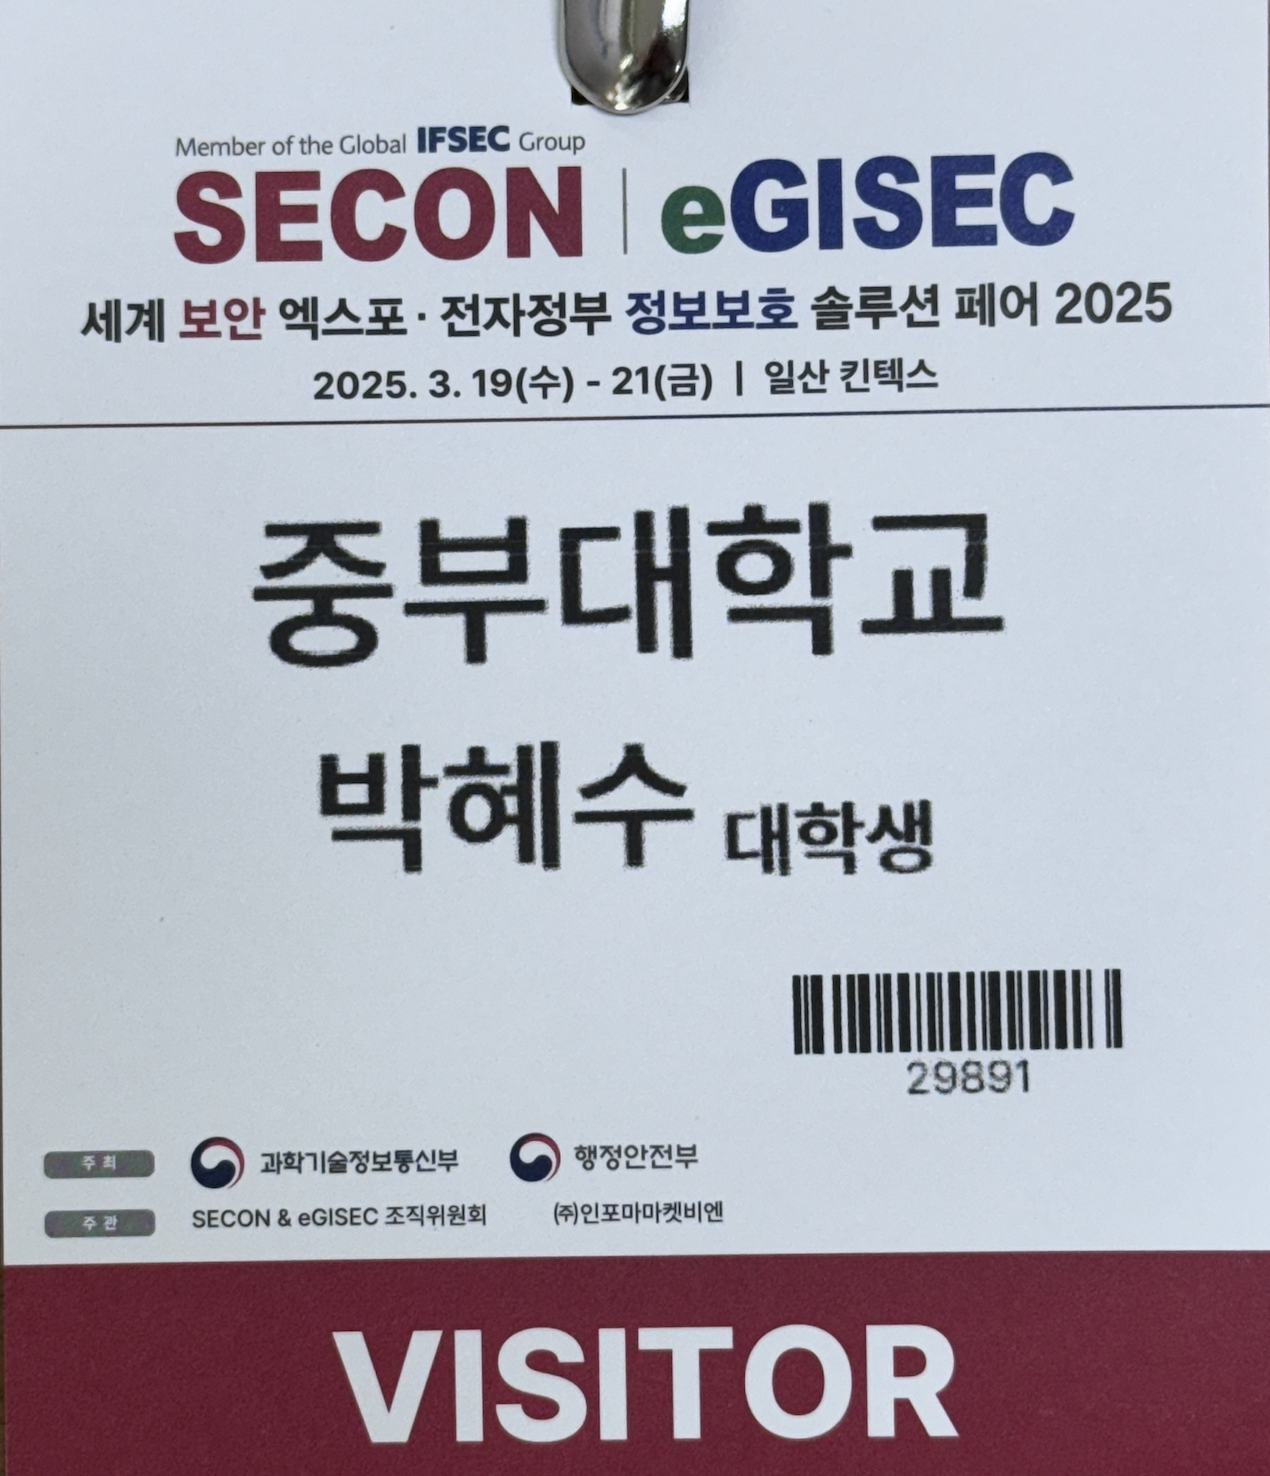 Member of the Global IFSEC Group
SECON | eGISEC
세계 보안 엑스포 · 전자정부 정보보호 솔루션 페어 2025
2025. 3. 19(수) - 21(금) | 일산 킨텍스
중부대학교
박혜수 대학생
29891
주최 과학기술정보통신부 행정안전부
주관 SECON & eGISEC 조직위원회 ㈜인포마마켓비엔
VISITOR